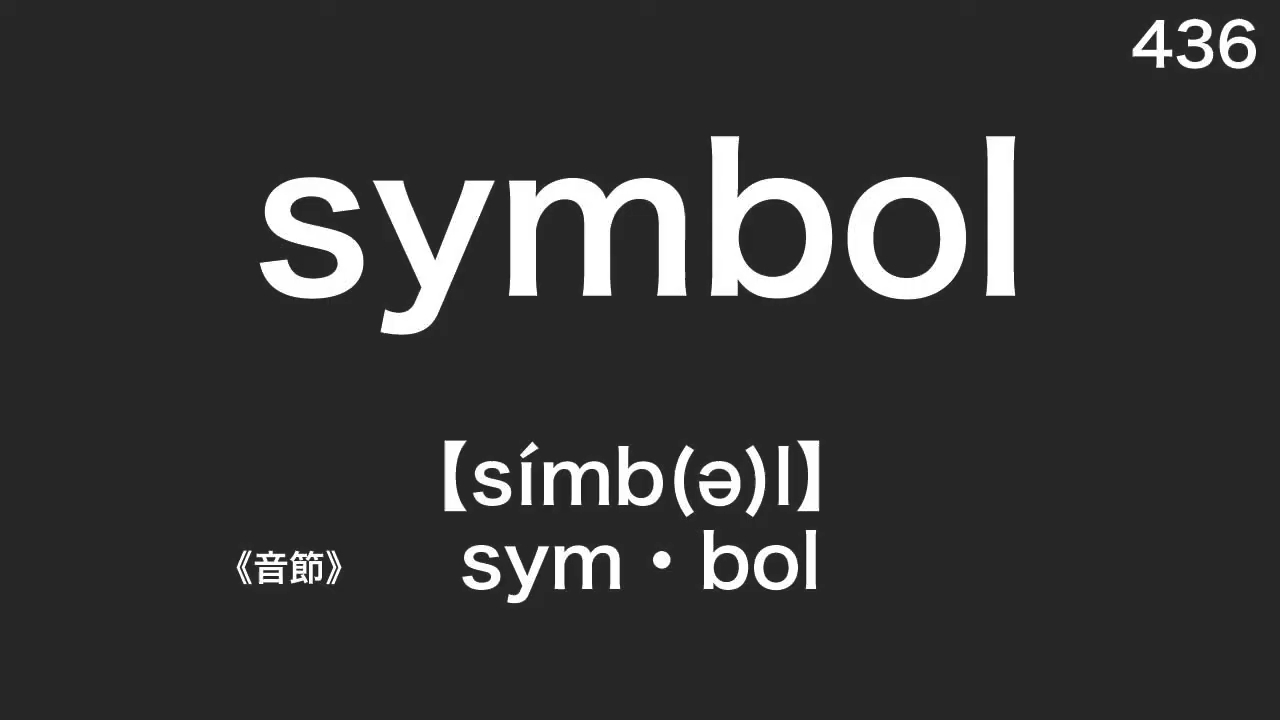 436
symbol
【símb(ə)l】
《音節》 sym・bol